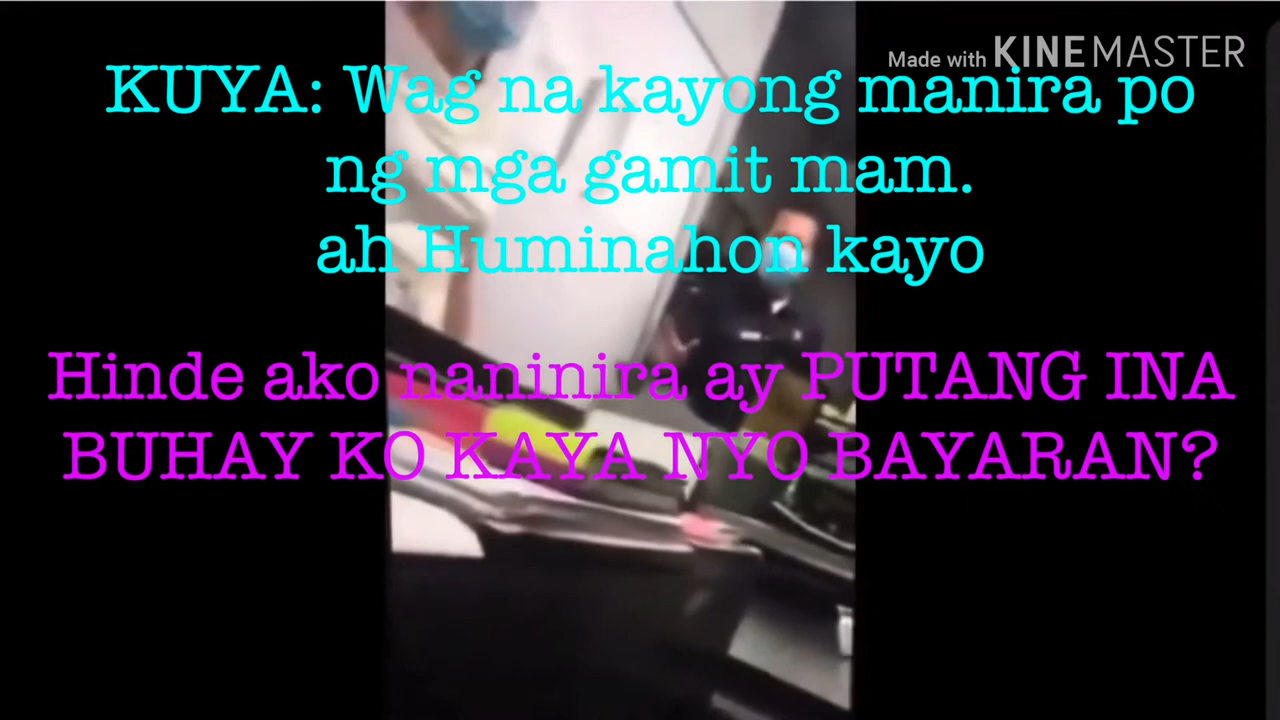 Made with KINEMASTER
KUYA: Wag na kayong manira po
ng mga gamit mam.
ah Huminahon kayo
Hinde ako naninira ay PUTANG INA
BUHAY KO KAYA NYO BAYARAN?